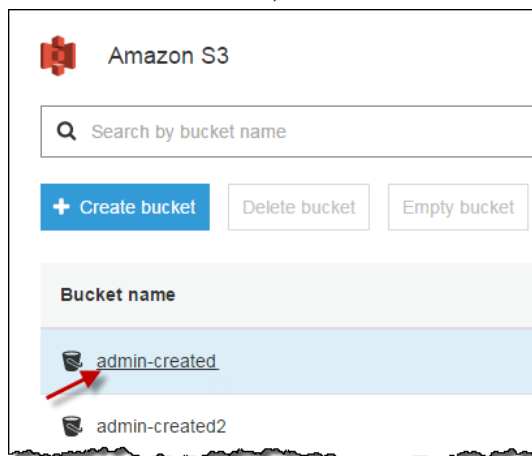 Amazon S3
Search by bucket name
+ Create bucket Delete bucket Empty bucket
Bucket name
admin-created
admin-created2